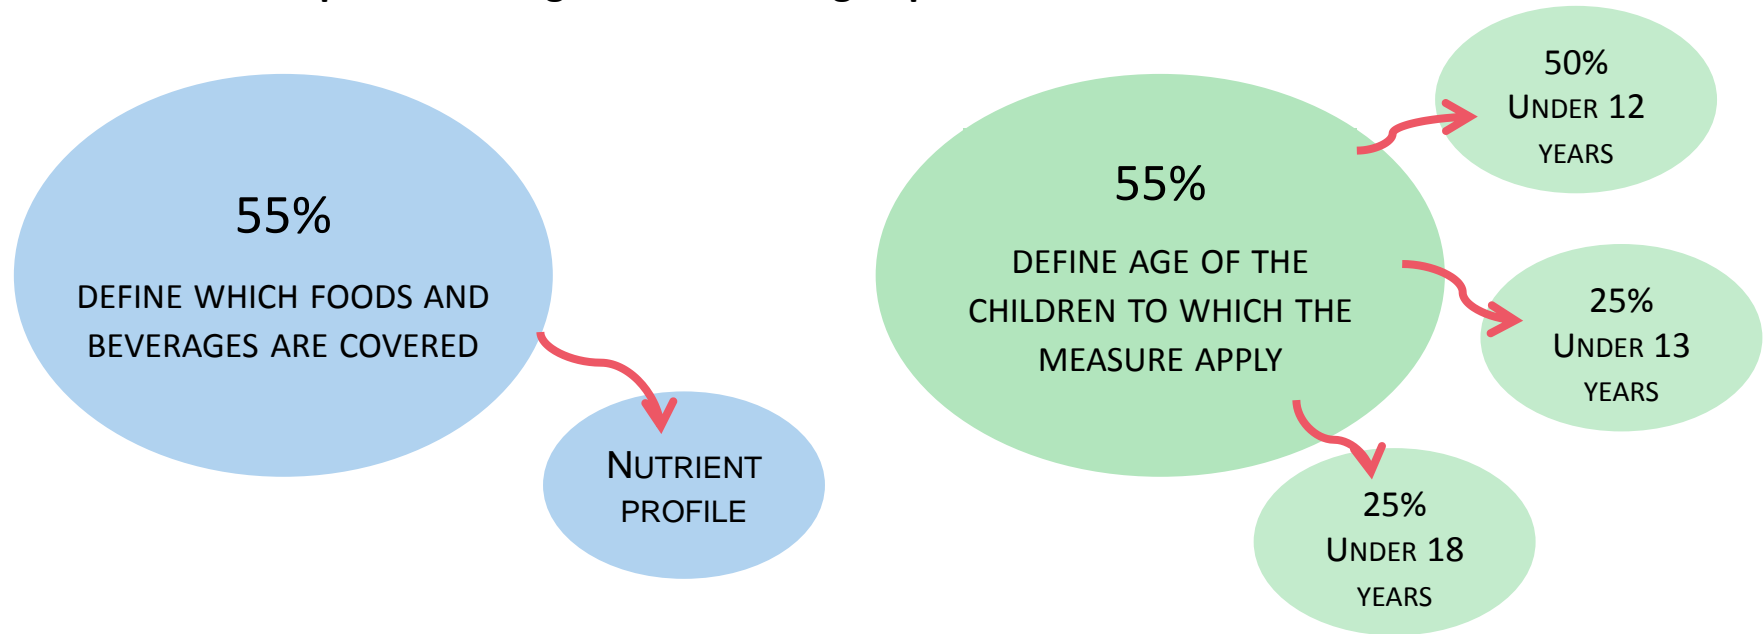 55%
DEFINE WHICH FOODS AND
BEVERAGES ARE COVERED
NUTRIENT
PROFILE
55%
DEFINE AGE OF THE
CHILDREN TO WHICH THE
MEASURE APPLY
50%
UNDER 12
YEARS
25%
UNDER 13
YEARS
25%
UNDER 18
YEARS